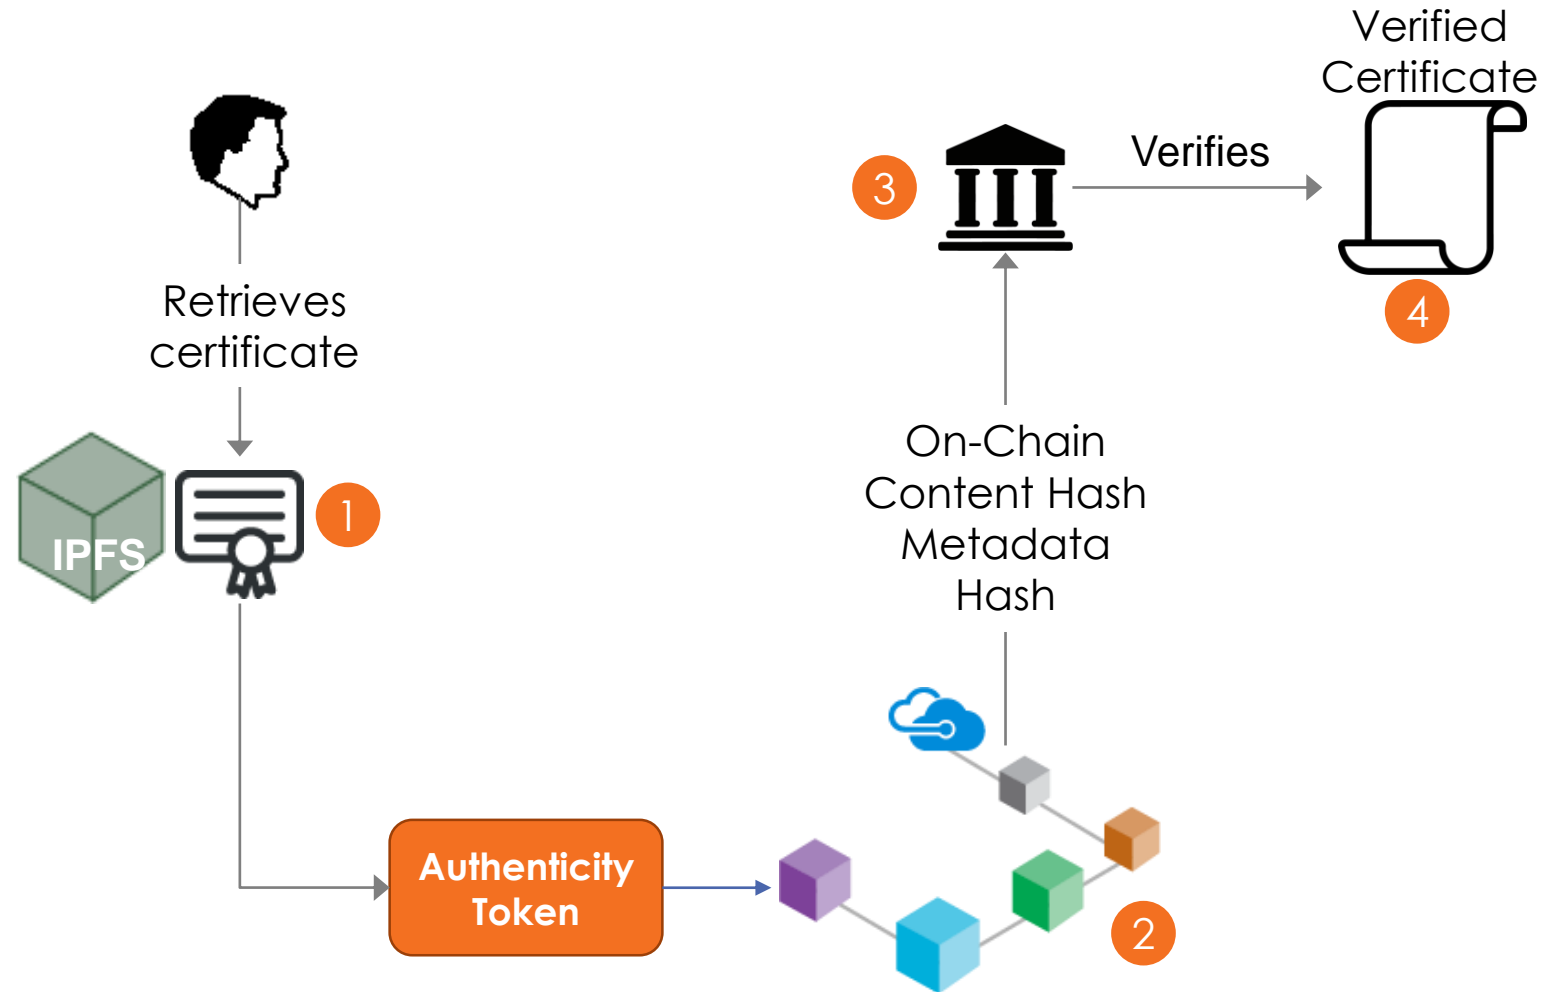 Retrieves
certificate
IPFS
1
Authenticity
Token
2
On-Chain
Content Hash
Metadata
Hash
3
Verifies
Verified
Certificate
4